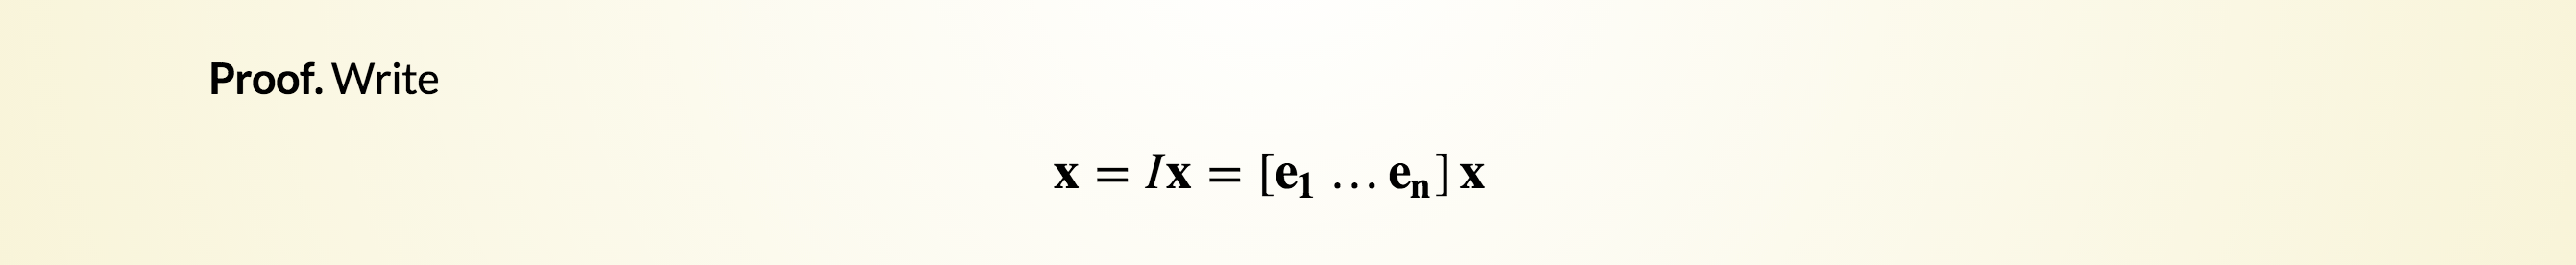 Proof. Write
x = Ix = [e₁ … eₙ] x